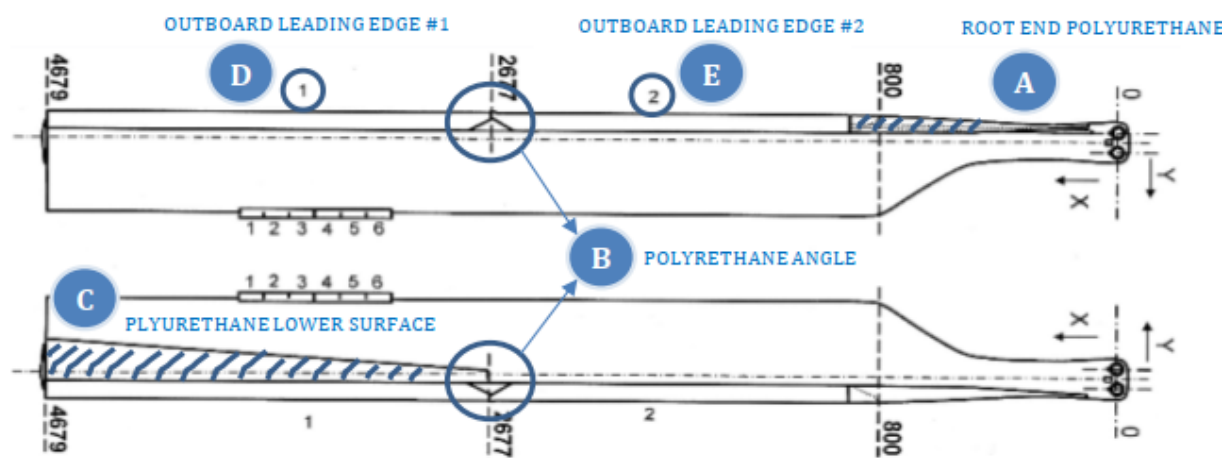 OUTBOARD LEADING EDGE #1
OUTBOARD LEADING EDGE #2
ROOT END POLYURETHANE
4679
D
1
2677
2
E
800
A
0
X
Y
1 2 3 4 5 6
B
POLYRETHANE ANGLE
1 2 3 4 5 6
C
PLYURETHANE LOWER SURFACE
X
Y
4679
1
2677
2
800
0